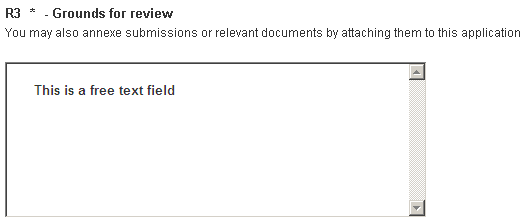 R3 * - Grounds for review
You may also annexe submissions or relevant documents by attaching them to this application
This is a free text field